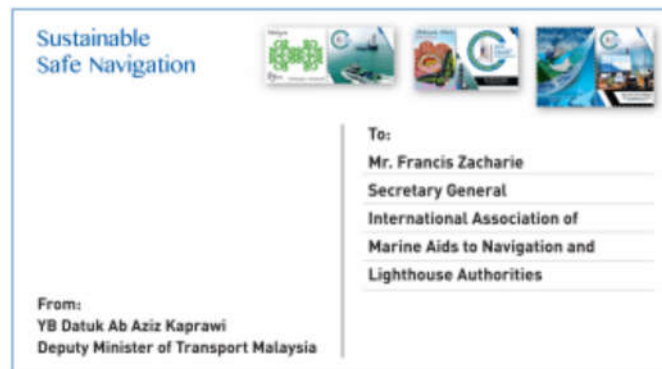 Sustainable
Safe Navigation
To:
Mr. Francis Zacharie
Secretary General
International Association of
Marine Aids to Navigation and
Lighthouse Authorities
From:
YB Datuk Ab Aziz Kaprawi
Deputy Minister of Transport Malaysia